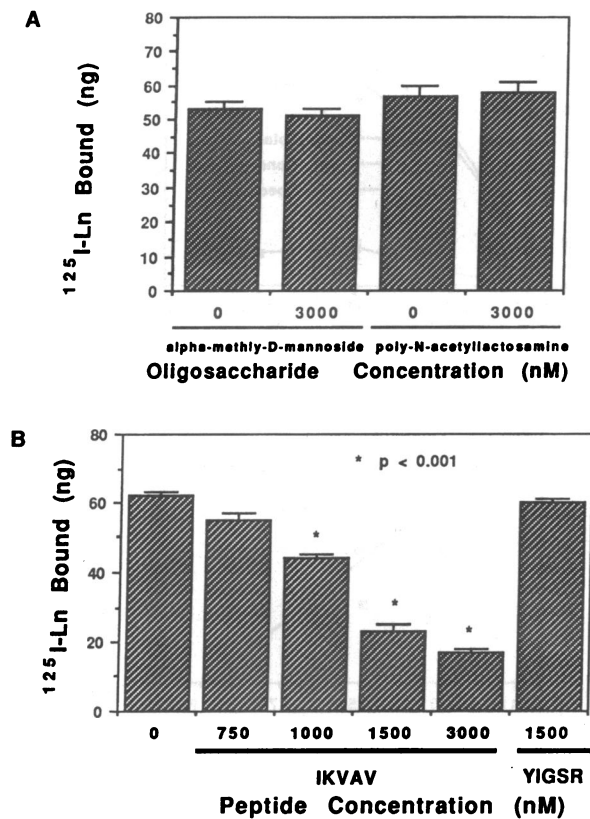 A
80
70
60
50
40
30
20
10
0
125I-Ln Bound (ng)
0 3000 0 3000
alpha-methly-D-mannoside poly-N-acetyllactosamine
Oligosaccharide Concentration (nM)
B
80
60
40
20
0
125I-Ln Bound (ng)
* p < 0.001
*
*
*
0 750 1000 1500 3000 1500
IKVAV YIGSR
Peptide Concentration (nM)